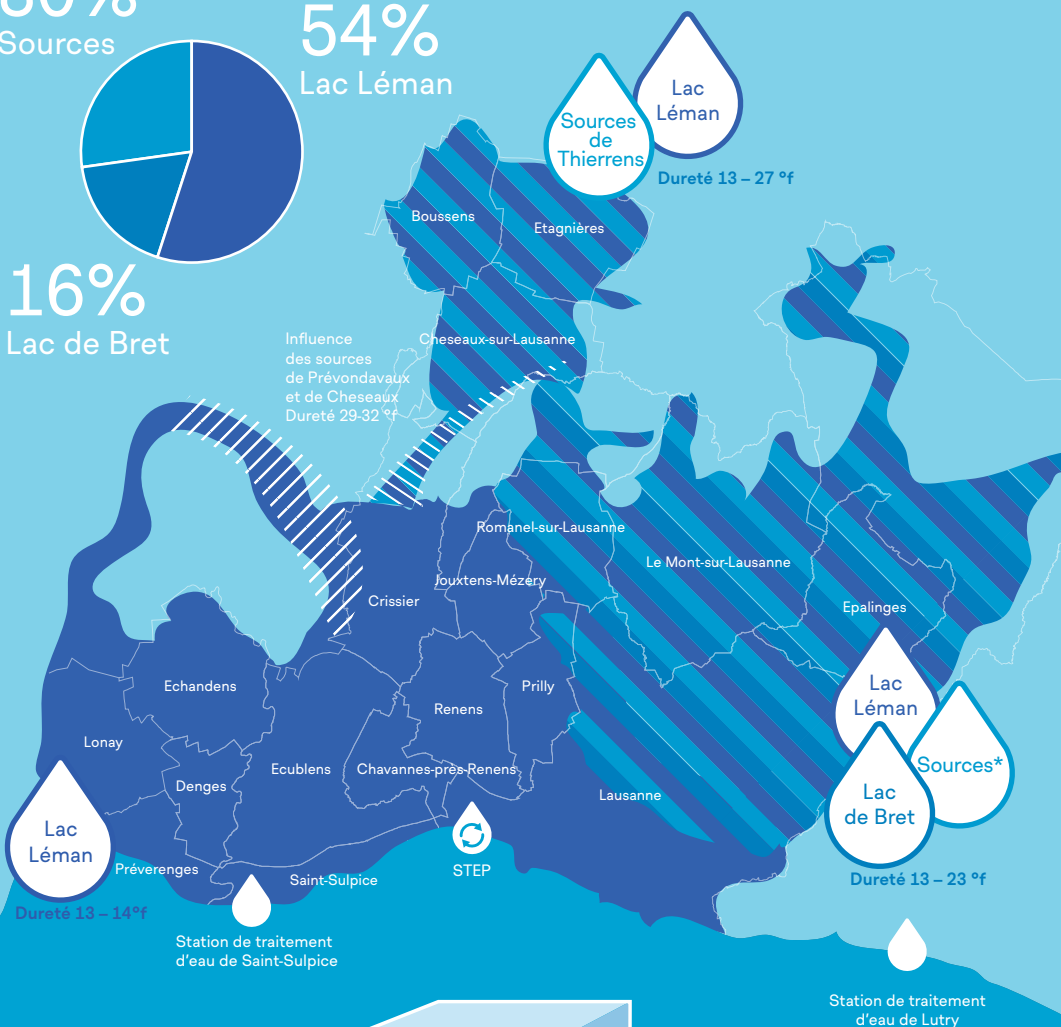 30%
Sources
54%
Lac Léman
16%
Lac de Bret
Sources
de
Thierrens
Lac
Léman
Dureté 13 – 27 °f
Boussens
Etagnières
Cheseaux-sur-Lausanne
Influence
des sources
de Prévondavaux
et de Cheseaux
Dureté 29-32 °f
Romanel-sur-Lausanne
Le Mont-sur-Lausanne
Jouxtens-Mézery
Crissier
Epalinges
Echandens
Prilly
Renens
Lonay
Denges
Ecublens
Chavannes-près-Renens
Lausanne
Lac
Léman
Sources*
Lac
de Bret
Dureté 13 – 23 °f
Lac
Léman
Dureté 13 – 14°f
Préverenges
Saint-Sulpice
STEP
Station de traitement
d'eau de Saint-Sulpice
Station de traitement
d'eau de Lutry